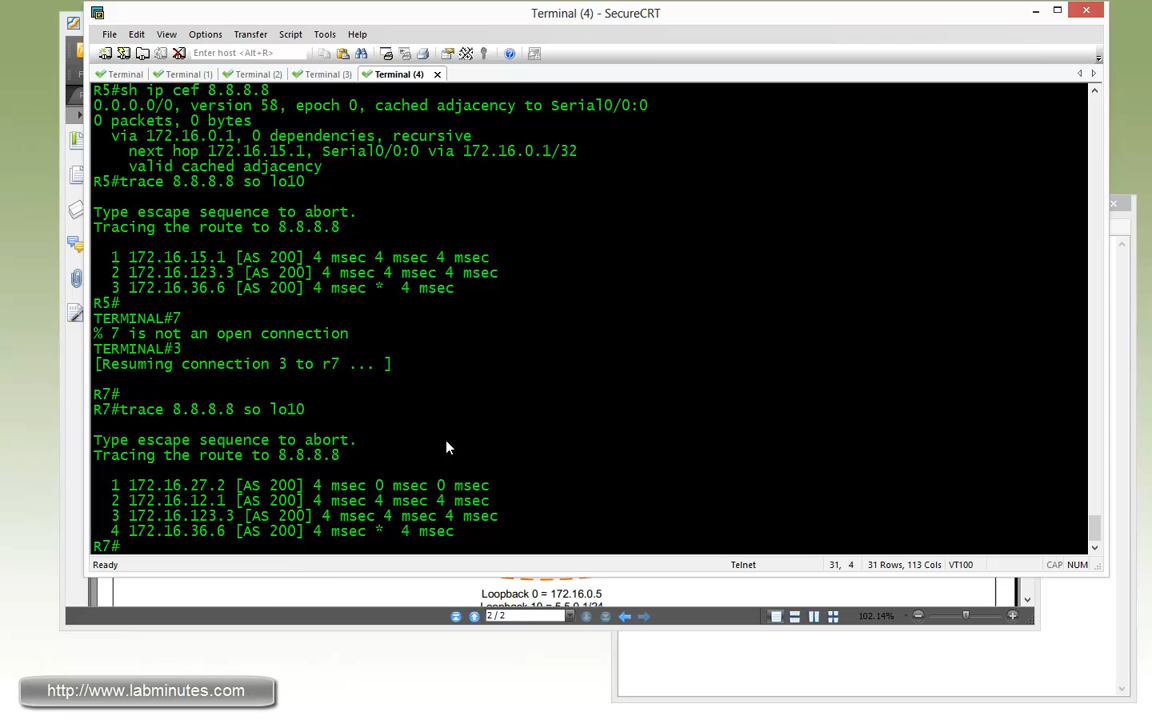 Terminal (4) - SecureCRT
File Edit View Options Transfer Script Tools Help
Enter host <Alt+R>
Terminal Terminal (1) Terminal (2) Terminal (3) Terminal (4)
R5#sh ip cef 8.8.8.8
0.0.0.0/0, version 58, epoch 0, cached adjacency to Serial0/0:0
0 packets, 0 bytes
via 172.16.0.1, 0 dependencies, recursive
next hop 172.16.15.1, Serial0/0:0 via 172.16.0.1/32
valid cached adjacency
R5#trace 8.8.8.8 so lo10
Type escape sequence to abort.
Tracing the route to 8.8.8.8
1 172.16.15.1 [AS 200] 4 msec 4 msec 4 msec
2 172.16.123.3 [AS 200] 4 msec 4 msec 4 msec
3 172.16.36.6 [AS 200] 4 msec * 4 msec
R5#
TERMINAL#7
% 7 is not an open connection
TERMINAL#3
[Resuming connection 3 to r7 ... ]
R7#
R7#trace 8.8.8.8 so lo10
Type escape sequence to abort.
Tracing the route to 8.8.8.8
1 172.16.27.2 [AS 200] 4 msec 0 msec 0 msec
2 172.16.12.1 [AS 200] 4 msec 4 msec 4 msec
3 172.16.123.3 [AS 200] 4 msec 4 msec 4 msec
4 172.16.36.6 [AS 200] 4 msec * 4 msec
R7#
Ready Telnet 31, 4 31 Rows, 113 Cols VT100 CAP NUM
Loopback 0 = 172.16.0.5
Loopback 10 = 5.5.0.1/24
2 / 2 102.14%
http://www.labminutes.com